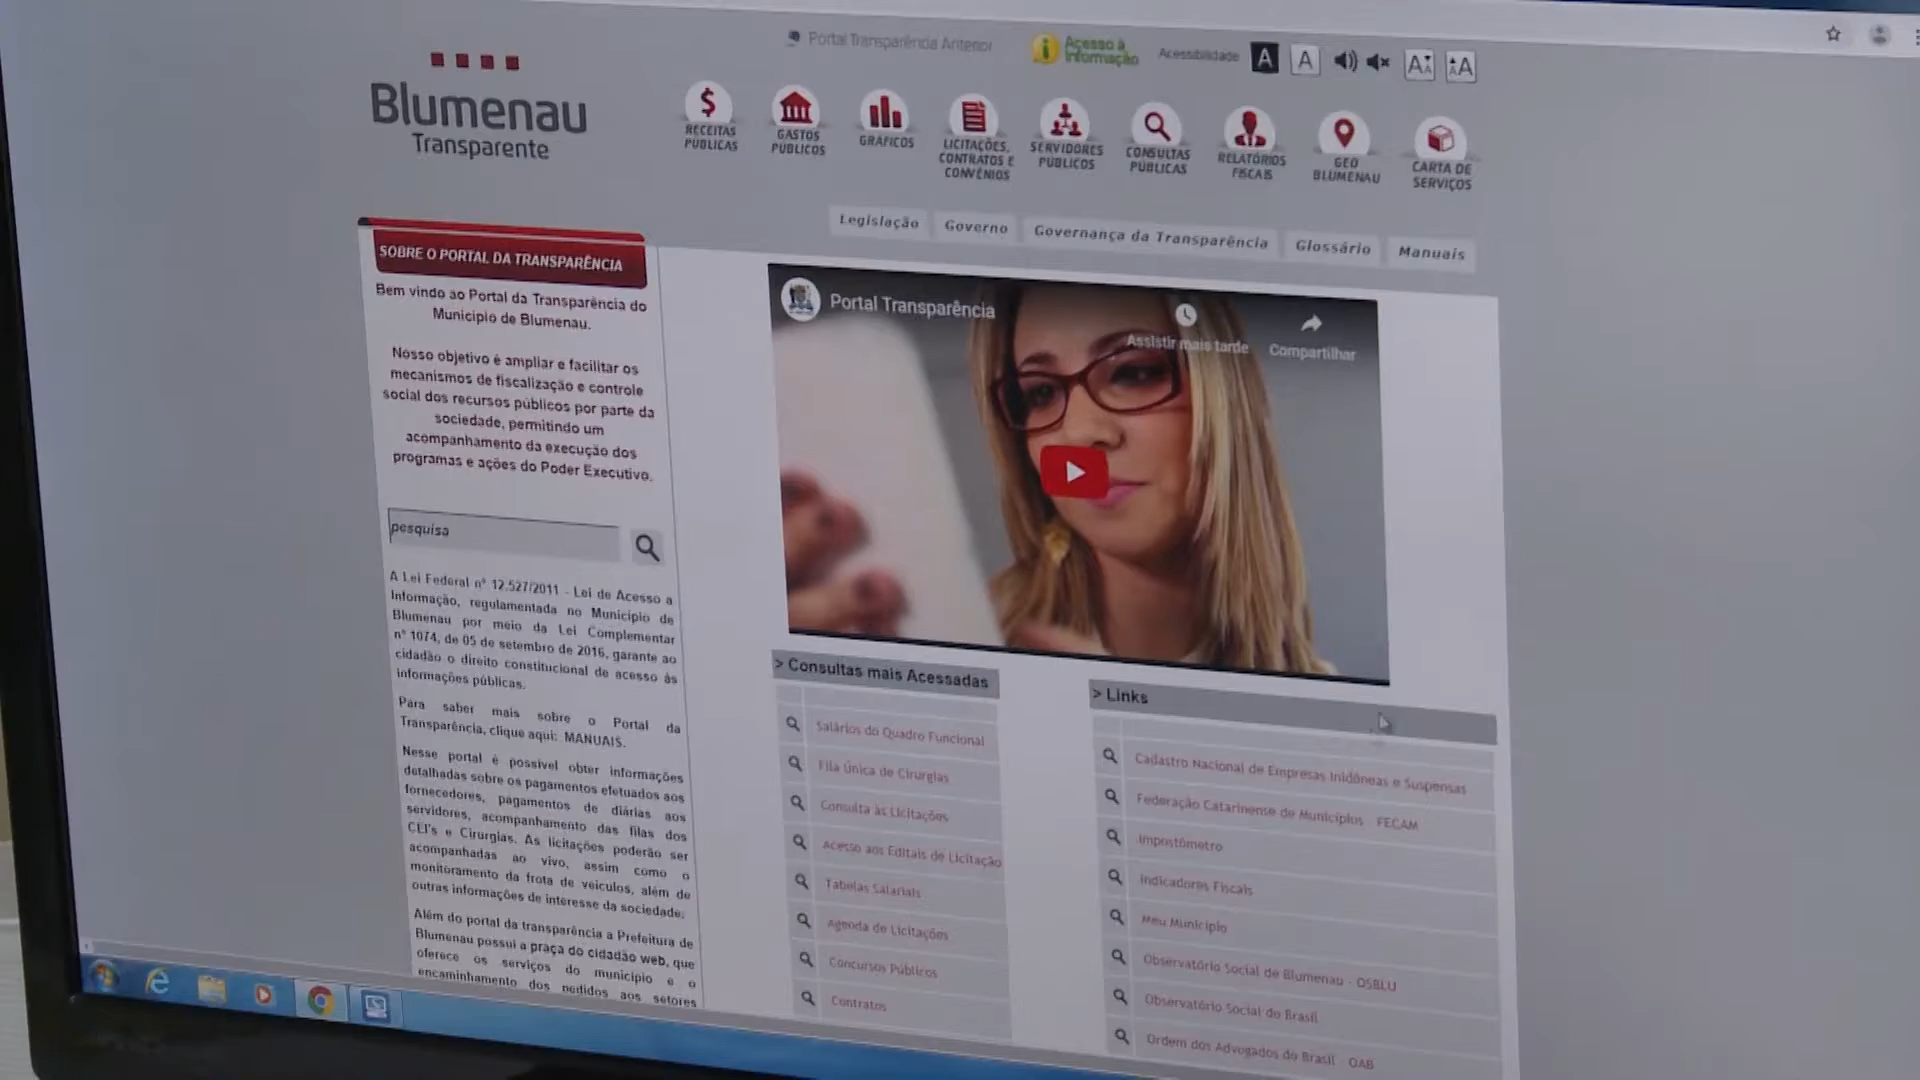 Portal Transparência Anterior
Acesso à
Informação
Acessibilidade
A
A
Blumenau
Transparente
RECEITAS
PÚBLICAS
GASTOS
PÚBLICOS
GRÁFICOS
LICITAÇÕES,
CONTRATOS E
CONVÊNIOS
SERVIDORES
PÚBLICOS
CONSULTAS
PÚBLICAS
RELATÓRIOS
FISCAIS
GEO
BLUMENAU
CARTA DE
SERVIÇOS
Legislação
Governo
Governança da Transparência
Glossário
Manuais
SOBRE O PORTAL DA TRANSPARÊNCIA
Bem vindo ao Portal da Transparência do
Município de Blumenau.
Nosso objetivo é ampliar e facilitar os
mecanismos de fiscalização e controle
social dos recursos públicos por parte da
sociedade, permitindo um
acompanhamento da execução dos
programas e ações do Poder Executivo.
pesquisa
A Lei Federal nº 12.527/2011 - Lei de Acesso a
Informação, regulamentada no Município de
Blumenau por meio da Lei Complementar
nº 1074, de 05 de setembro de 2016, garante ao
cidadão o direito constitucional de acesso às
informações públicas.
Para saber mais sobre o Portal da
Transparência, clique aqui: MANUAIS.
Nesse portal é possível obter informações
detalhadas sobre os pagamentos efetuados aos
fornecedores, pagamentos de diárias aos
servidores, acompanhamento das filas dos
CEI's e Cirurgias. As licitações poderão ser
acompanhadas ao vivo, assim como o
monitoramento da frota de veículos, além de
outras informações de interesse da sociedade.
Além do portal da transparência a Prefeitura de
Blumenau possui a praça do cidadão web, que
oferece os serviços do município e o
encaminhamento dos pedidos aos setores
Portal Transparência
Assistir mais tarde
Compartilhar
> Consultas mais Acessadas
Salários do Quadro Funcional
Fila Única de Cirurgias
Consulta às Licitações
Acesso aos Editais de Licitação
Tabelas Salariais
Agenda de Licitações
Concursos Públicos
Contratos
> Links
Cadastro Nacional de Empresas Inidôneas e Suspensas
Federação Catarinense de Municípios - FECAM
Impostômetro
Indicadores Fiscais
Meu Município
Observatório Social de Blumenau - OSBLU
Observatório Social do Brasil
Ordem dos Advogados do Brasil - OAB